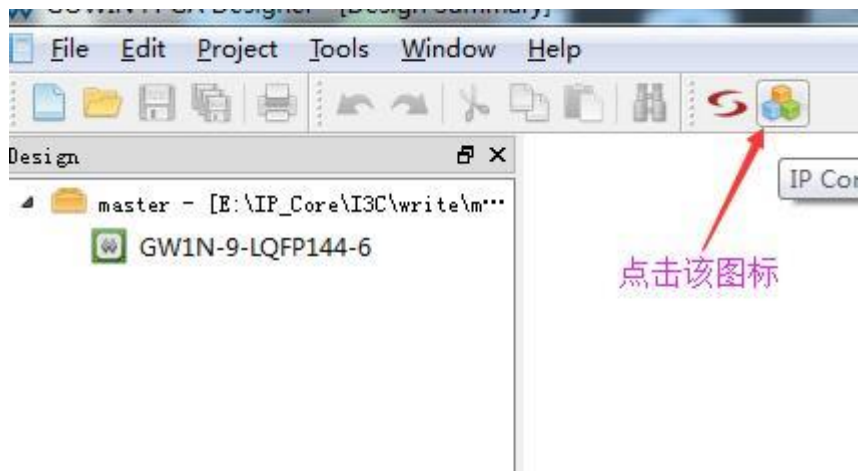 File Edit Project Tools Window Help
Design
master - [E:\IP_Core\I3C\write\m...
GW1N-9-LQFP144-6
IP Cor
点击该图标